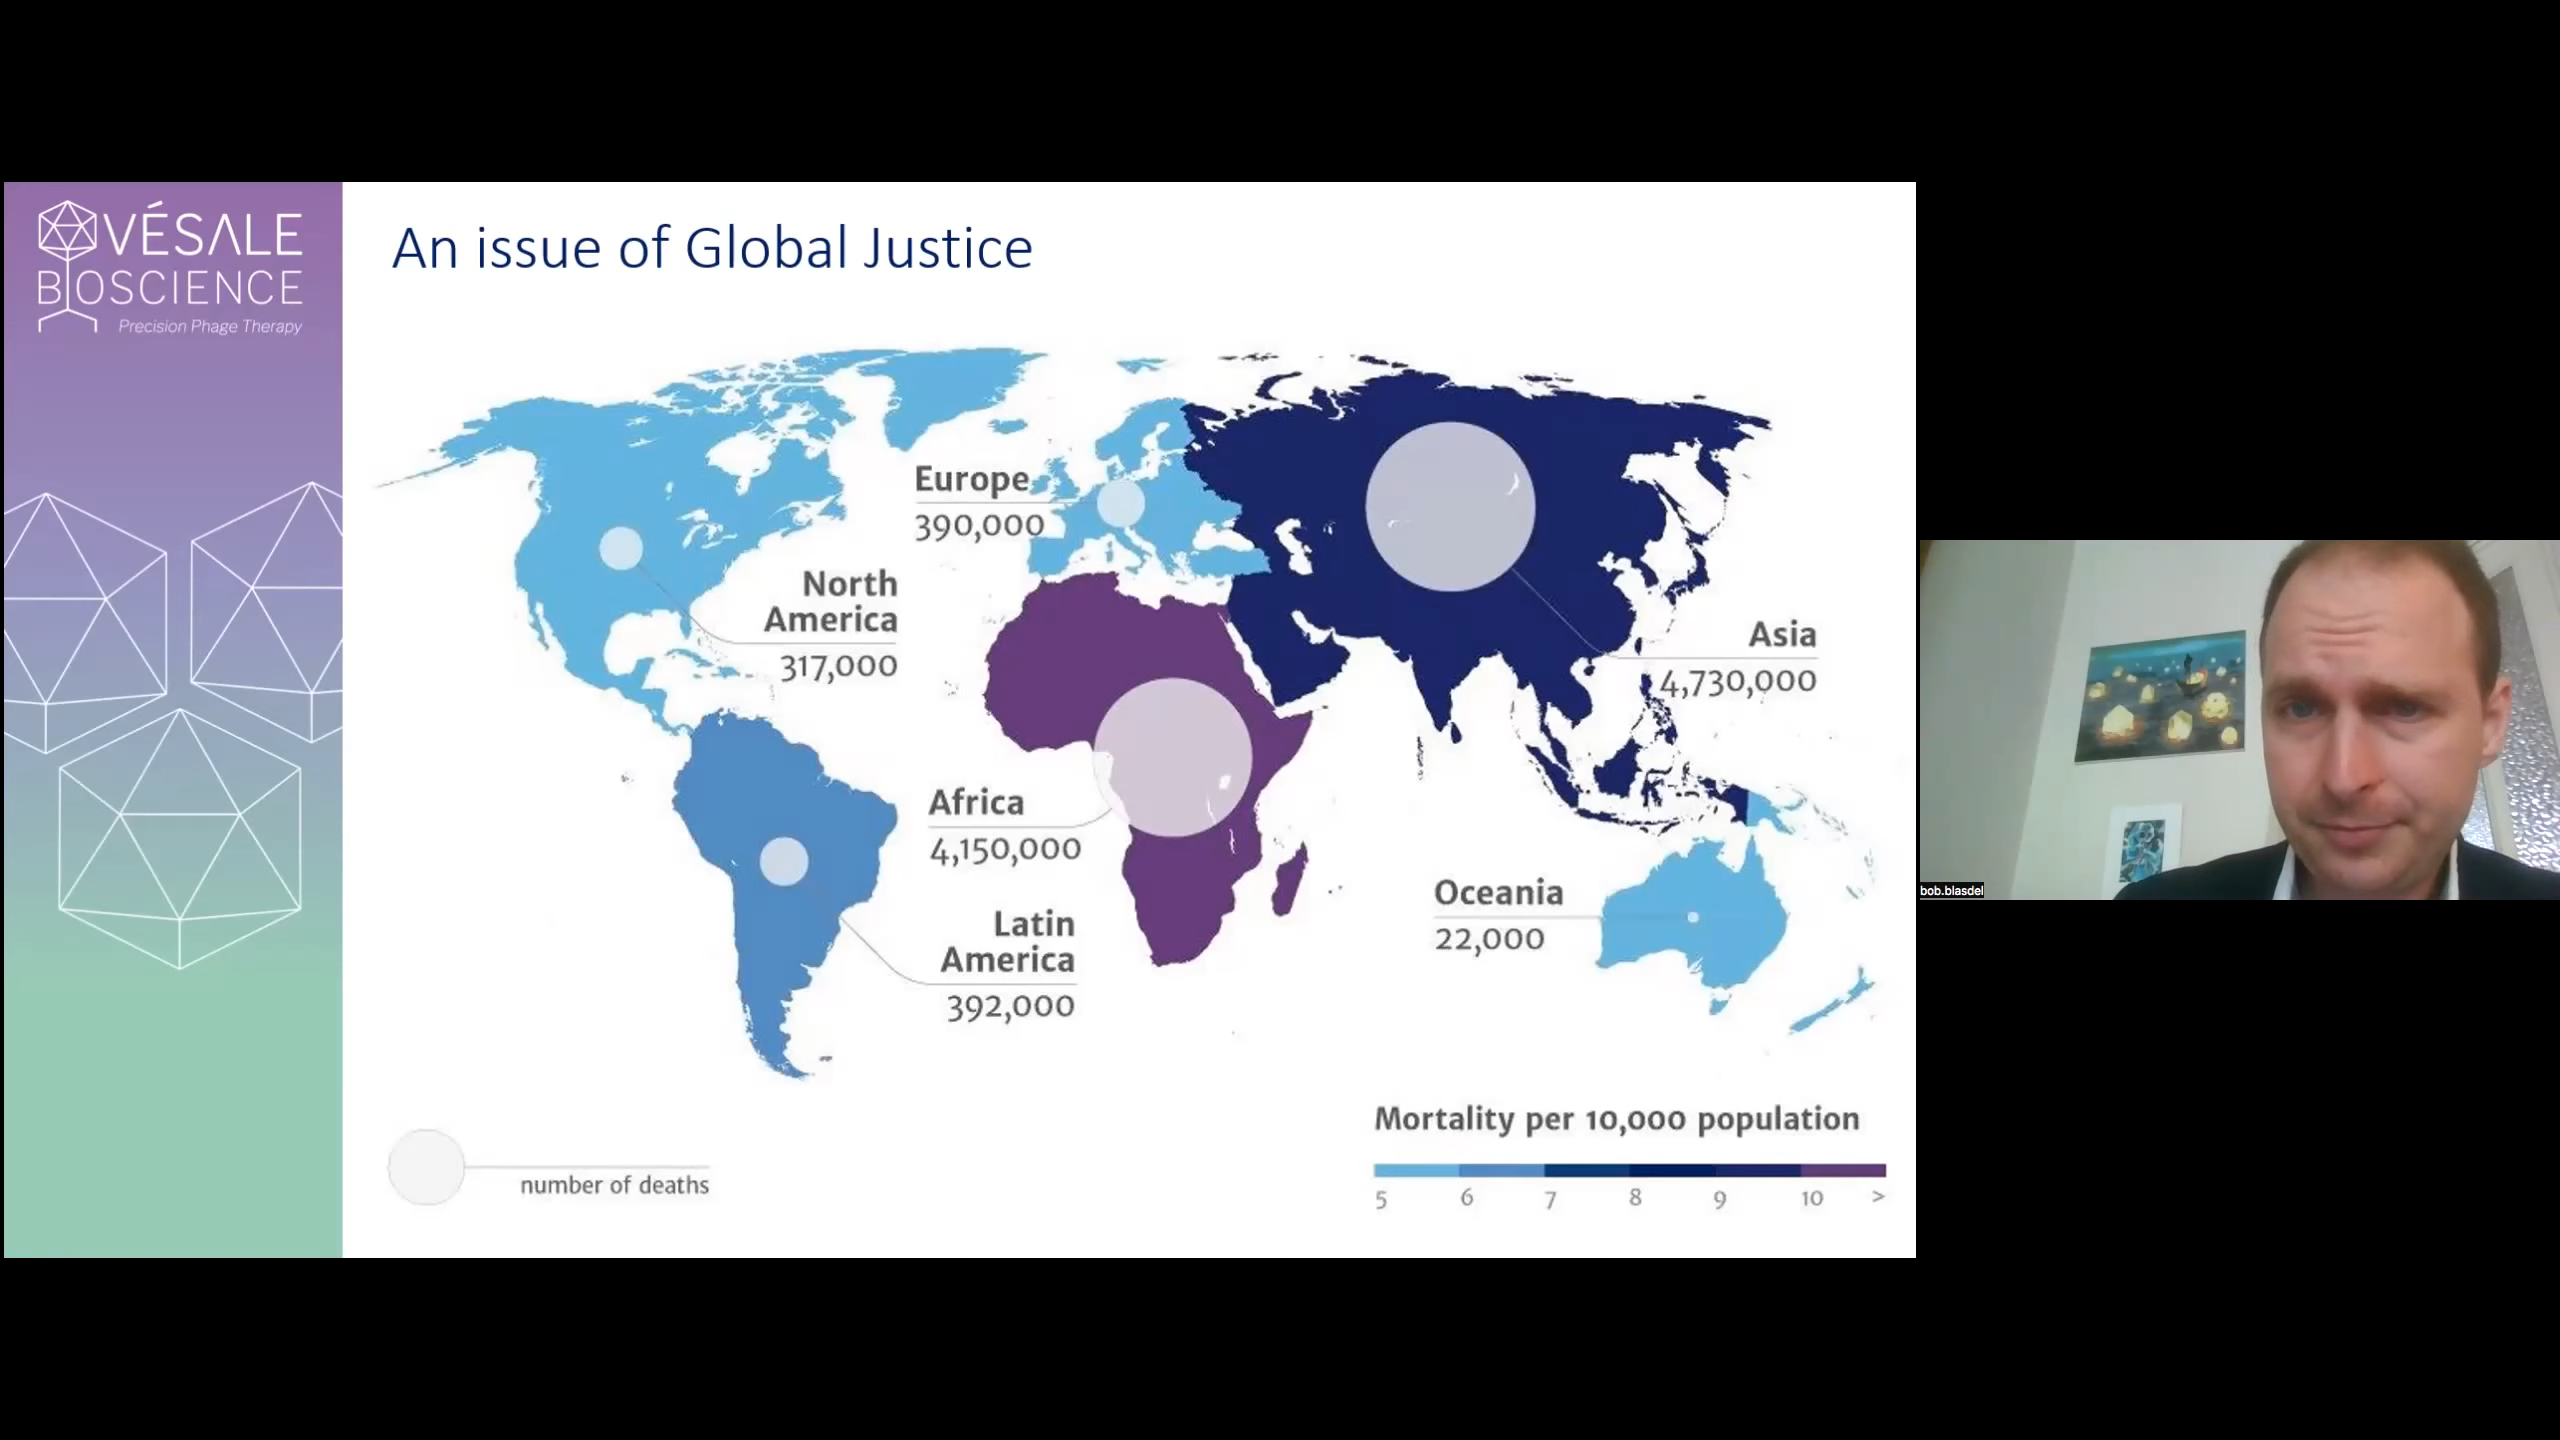 VÉSALE
BIOSCIENCE
Precision Phage Therapy
An issue of Global Justice
Europe
390,000
North
America
317,000
Asia
4,730,000
Africa
4,150,000
Latin
America
392,000
Oceania
22,000
number of deaths
Mortality per 10,000 population
5 6 7 8 9 10 >
bob.blasdel